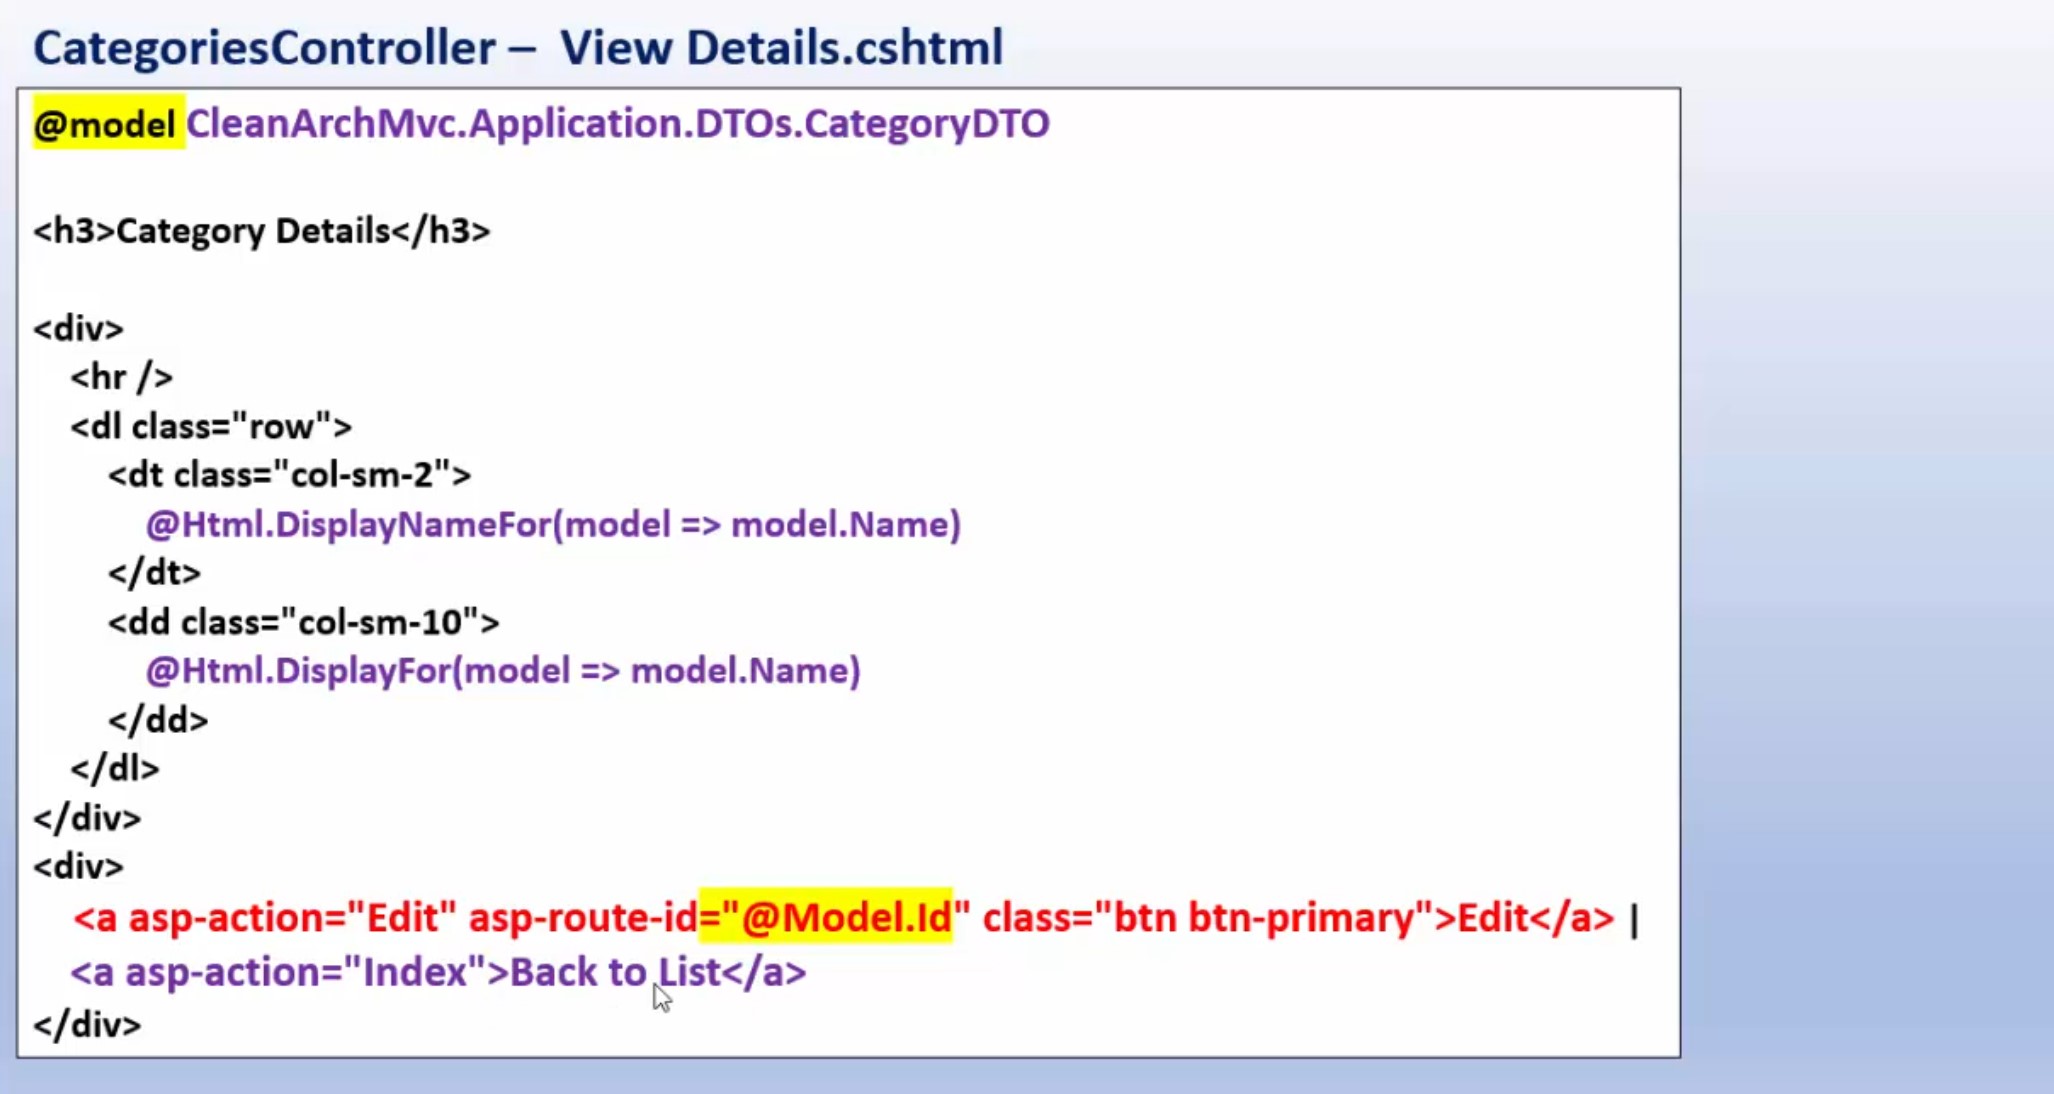 CategoriesController – View Details.cshtml
@model CleanArchMvc.Application.DTOs.CategoryDTO
<h3>Category Details</h3>
<div>
<hr />
<dl class="row">
<dt class="col-sm-2">
@Html.DisplayNameFor(model => model.Name)
</dt>
<dd class="col-sm-10">
@Html.DisplayFor(model => model.Name)
</dd>
</dl>
</div>
<div>
<a asp-action="Edit" asp-route-id="@Model.Id" class="btn btn-primary">Edit</a> |
<a asp-action="Index">Back to List</a>
</div>